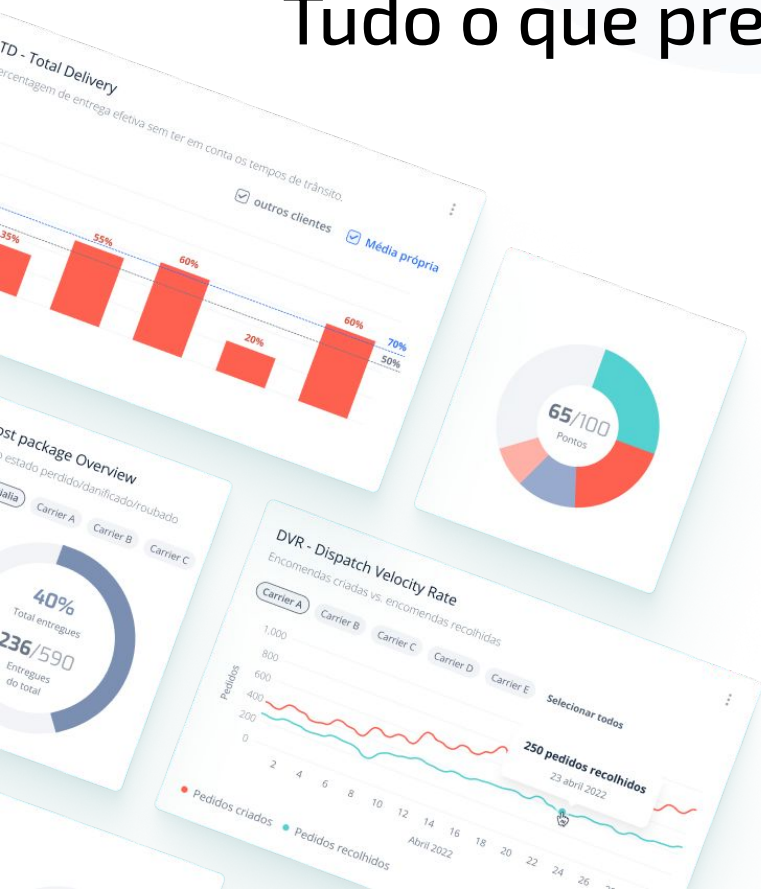 Tudo o que pre
TD - Total Delivery
ercentagem de entrega efetiva sem ter em conta os tempos de trânsito.
outros clientes
Média própria
35%
55%
60%
20%
60%
70%
50%
65/100
Pontos
ost package Overview
o estado perdido/danificado/roubado
Carrier A
Carrier B
Carrier C
40%
Total entregues
236/590
Entregues
do total
DVR - Dispatch Velocity Rate
Encomendas criadas vs. encomendas recolhidas
Carrier A
Carrier B
Carrier C
Carrier D
Carrier E
Selecionar todos
Pedidos
1,000
800
600
400
200
0
250 pedidos recolhidos
23 abril 2022
2
4
6
8
10
12
14
16
18
20
22
24
26
Abril 2022
Pedidos criados
Pedidos recolhidos